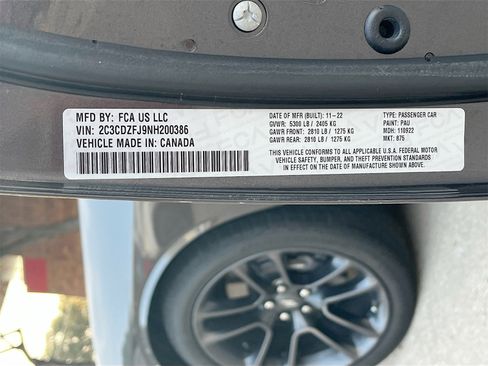 MFD BY: FCA US LLC
VIN: 2C3CDZFJ9NH200386
VEHICLE MADE IN: CANADA
DATE OF MFR (BUILT): 11-22
GVWR: 5300 LB / 2405 KG
GAWR FRONT: 2810 LB / 1275 KG
GAWR REAR: 2810 LB / 1275 KG
TYPE: PASSENGER CAR
PAINT: PAU
MDH: 110922
MKT: 875
THIS VEHICLE CONFORMS TO ALL APPLICABLE U.S.A. FEDERAL MOTOR
VEHICLE SAFETY, BUMPER, AND THEFT PREVENTION STANDARDS
IN EFFECT ON THE DATE OF MANUFACTURE SHOWN ABOVE.